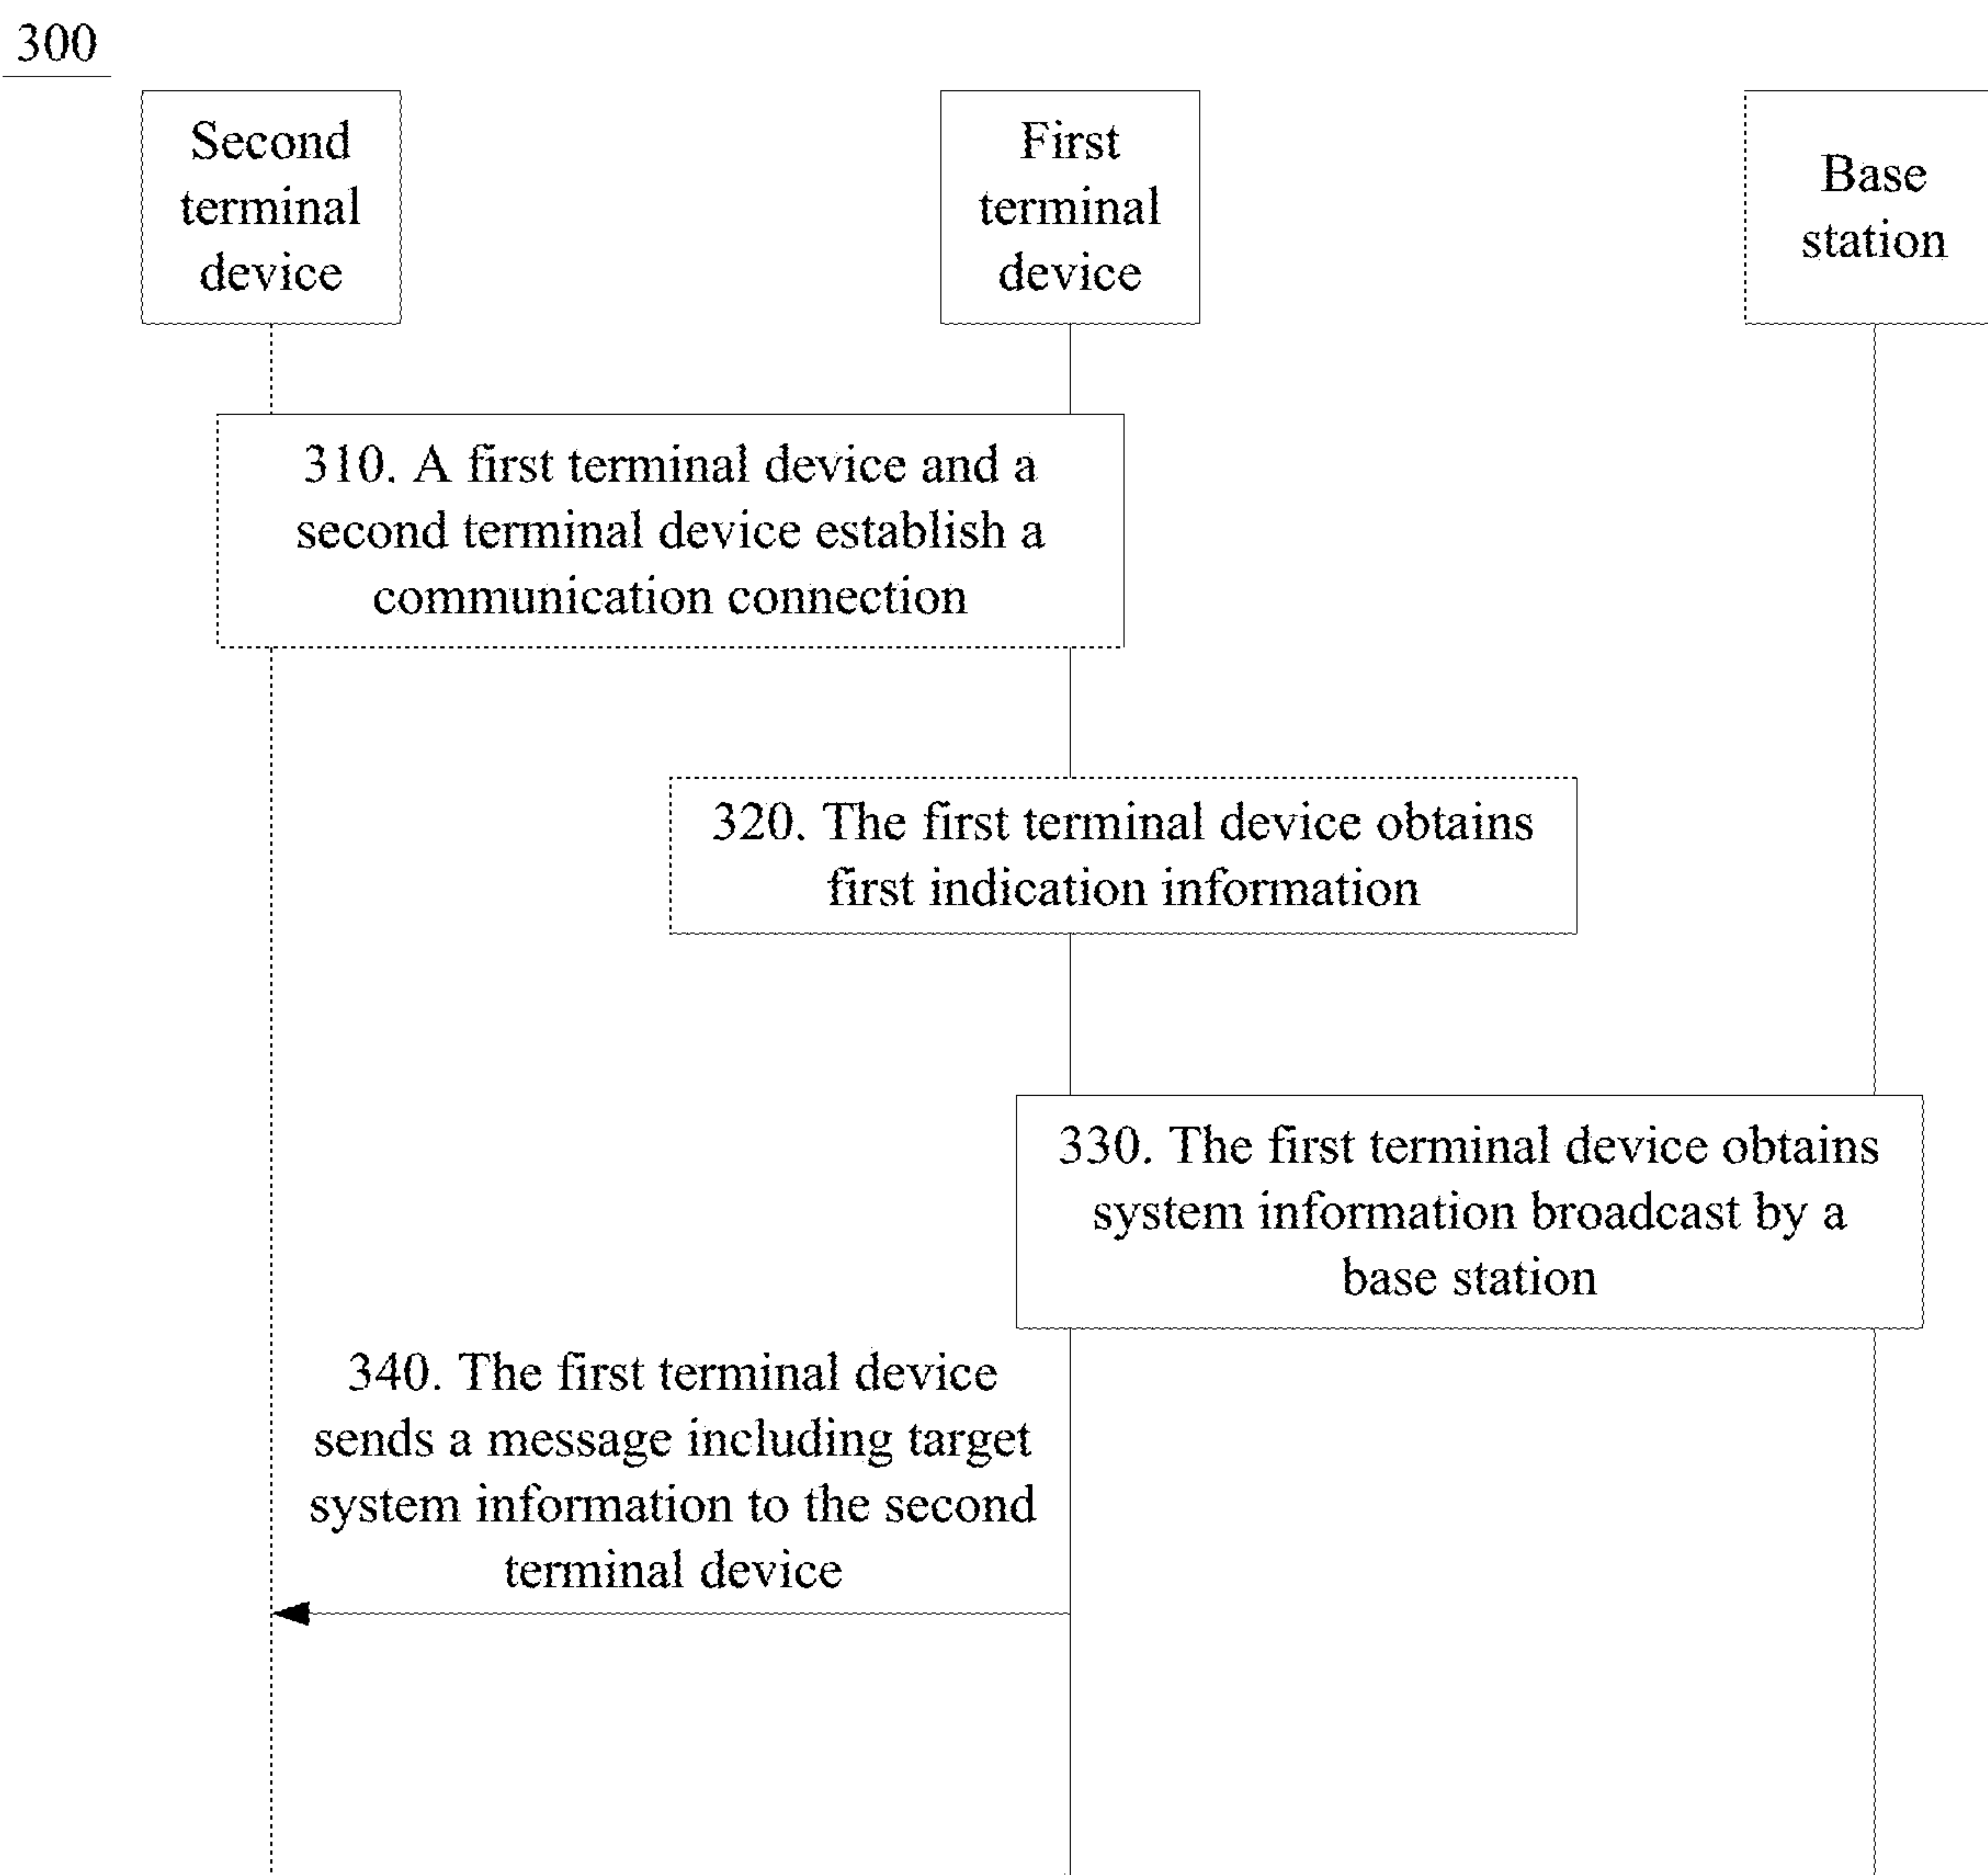 300
Second
terminal
device
First
terminal
device
Base
station
310. A first terminal device and a
second terminal device establish a
communication connection
320. The first terminal device obtains
first indication information
330. The first terminal device obtains
system information broadcast by a
base station
340. The first terminal device
sends a message including target
system information to the second
terminal device